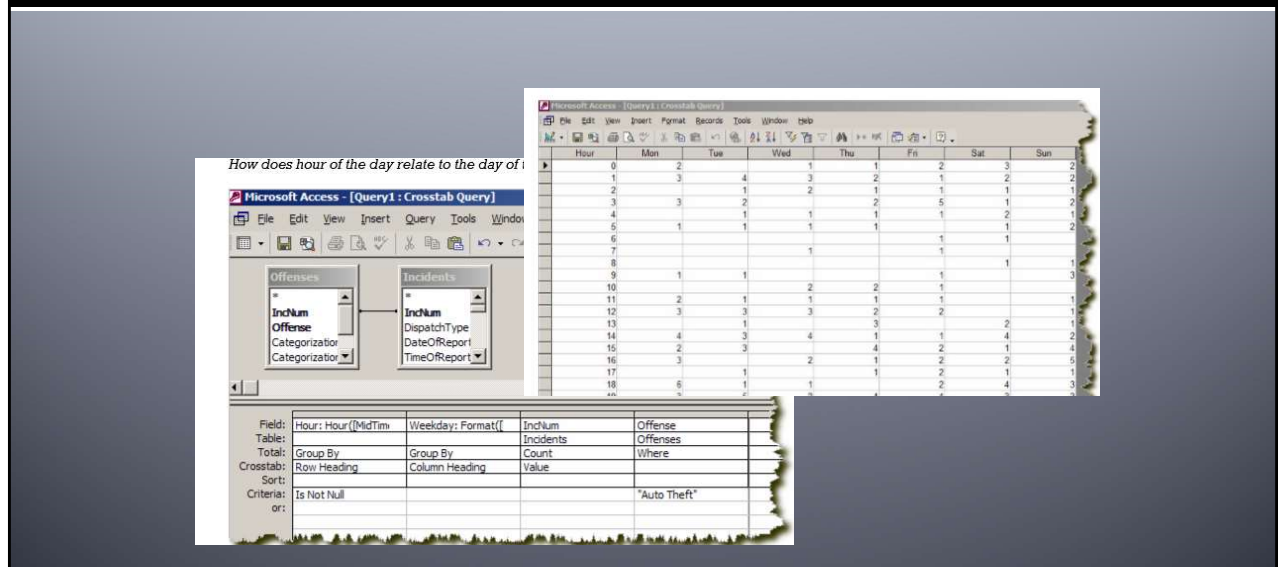 Microsoft Access - [Query1 : Crosstab Query]
File Edit View Insert Format Records Tools Window Help
Hour Mon Tue Wed Thu Fri Sat Sun
0 2 1 1 2 3 2
1 3 4 3 2 1 2 2
2 1 2 1 1 1 1
3 3 2 2 5 1 2
4 1 1 1 1 2 1
5 1 1 1 1 1 2
6 1 1
7 1 1
8 1 1
9 1 1 1 3
10 2 2 1
11 2 1 1 1 1 1
12 3 3 3 2 2 1
13 1 3 2 1
14 4 3 4 1 1 4 2
15 2 3 4 2 1 4
16 3 2 1 2 2 5
17 1 1 2 1 1
18 6 1 1 2 4 3
How does hour of the day relate to the day of
Microsoft Access - [Query1 : Crosstab Query]
File Edit View Insert Query Tools Windo
Offenses
*
IncNum
Offense
Categorization
Categorization
Incidents
*
IncNum
DispatchType
DateOfReport
TimeOfReport
Field: Hour: Hour([MidTim Weekday: Format([ IncNum Offense
Table: Incidents Offenses
Total: Group By Group By Count Where
Crosstab: Row Heading Column Heading Value
Sort:
Criteria: Is Not Null "Auto Theft"
or: